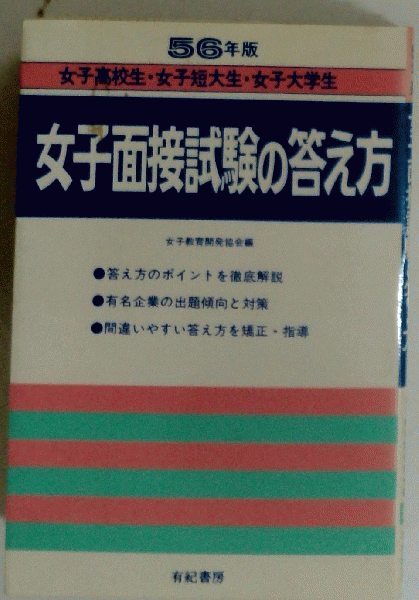 56年版
女子高校生・女子短大生・女子大学生
女子面接試験の答え方
女子教育開発協会編
●答え方のポイントを徹底解説
●有名企業の出題傾向と対策
●間違いやすい答え方を矯正・指導
有紀書房